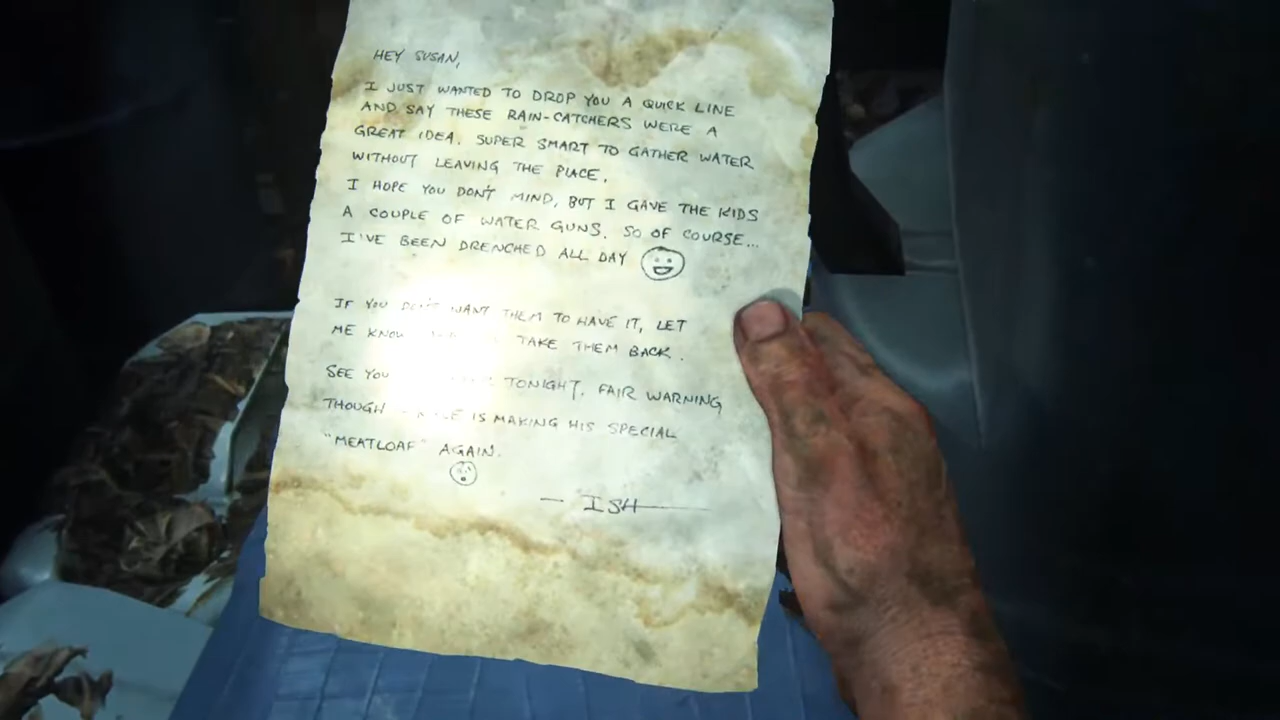 HEY SUSAN,
I JUST WANTED TO DROP YOU A QUICK LINE
AND SAY THESE RAIN-CATCHERS WERE A
GREAT IDEA. SUPER SMART TO GATHER WATER
WITHOUT LEAVING THE PLACE.
I HOPE YOU DON'T MIND, BUT I GAVE THE KIDS
A COUPLE OF WATER GUNS. SO OF COURSE...
I'VE BEEN DRENCHED ALL DAY
IF YOU DON'T WANT THEM TO HAVE IT, LET
ME KNOW TAKE THEM BACK.
SEE YOU TONIGHT. FAIR WARNING
THOUGH IS MAKING HIS SPECIAL
"MEATLOAF" AGAIN.
— ISH